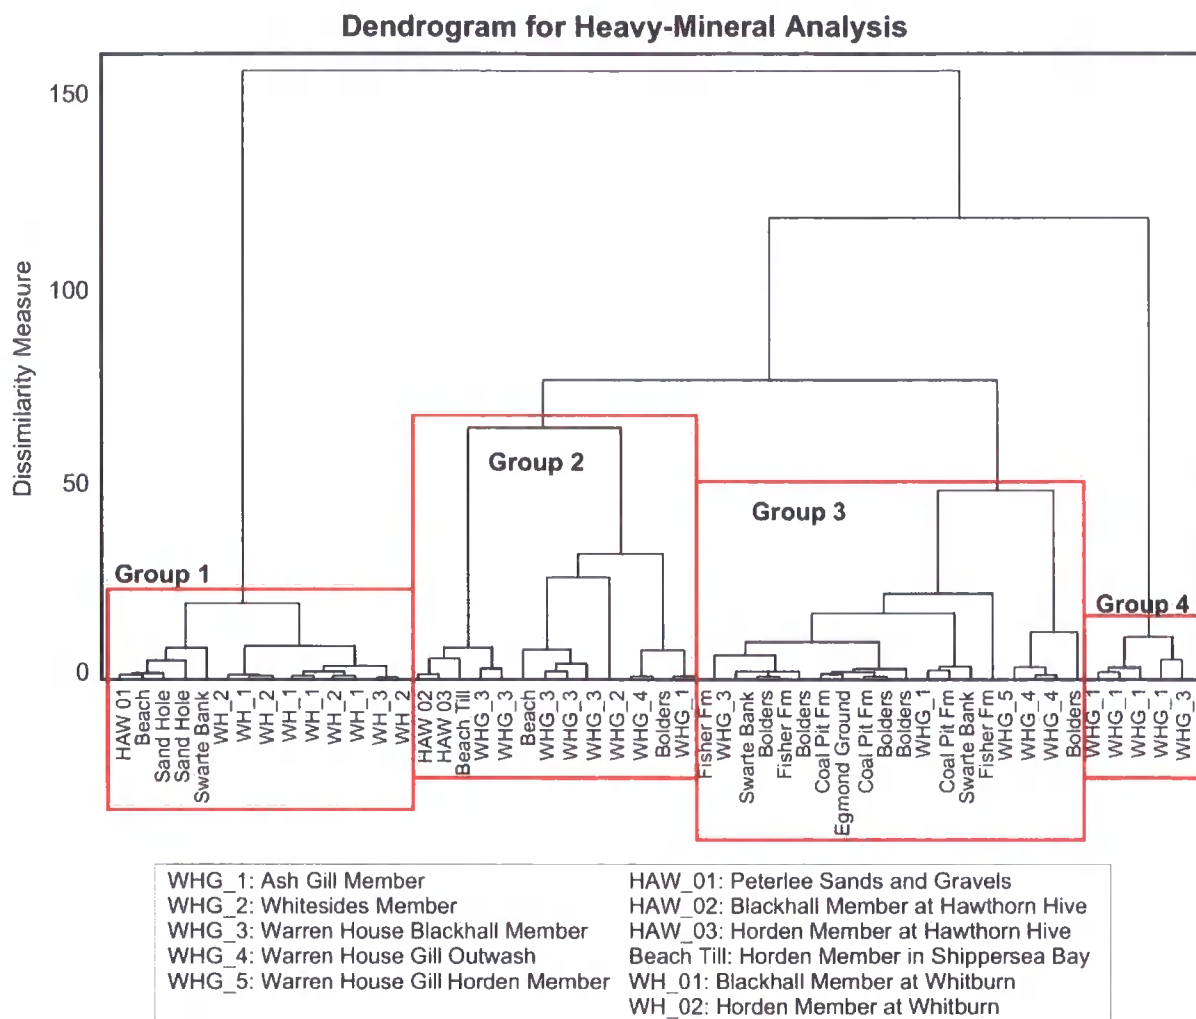 Dendrogram for Heavy-Mineral Analysis
Dissimilarity Measure
150
100
50
0
Group 1
Group 2
Group 3
Group 4
HAW 01
Beach
Sand Hole
Sand Hole
Swarte Bank
WH_2
WH_1
WH_2
WH_1
WH_1
WH_2
WH_1
WH_3
WH_2
HAW 02
HAW 03
Beach Till
WHG_3
WHG_3
Beach
WHG_3
WHG_3
WHG_3
WHG_2
WHG_4
Bolders
WHG_1
Fisher Fm
WHG_3
Swarte Bank
Bolders
Fisher Fm
Bolders
Coal Pit Fm
Egmond Ground
Coal Pit Fm
Bolders
Bolders
WHG_1
Coal Pit Fm
Swarte Bank
Fisher Fm
WHG_5
WHG_4
WHG_4
Bolders
WHG_1
WHG_1
WHG_1
WHG_1
WHG_3
WHG_1: Ash Gill Member
WHG_2: Whitesides Member
WHG_3: Warren House Blackhall Member
WHG_4: Warren House Gill Outwash
WHG_5: Warren House Gill Horden Member
HAW_01: Peterlee Sands and Gravels
HAW_02: Blackhall Member at Hawthorn Hive
HAW_03: Horden Member at Hawthorn Hive
Beach Till: Horden Member in Shippersea Bay
WH_01: Blackhall Member at Whitburn
WH_02: Horden Member at Whitburn